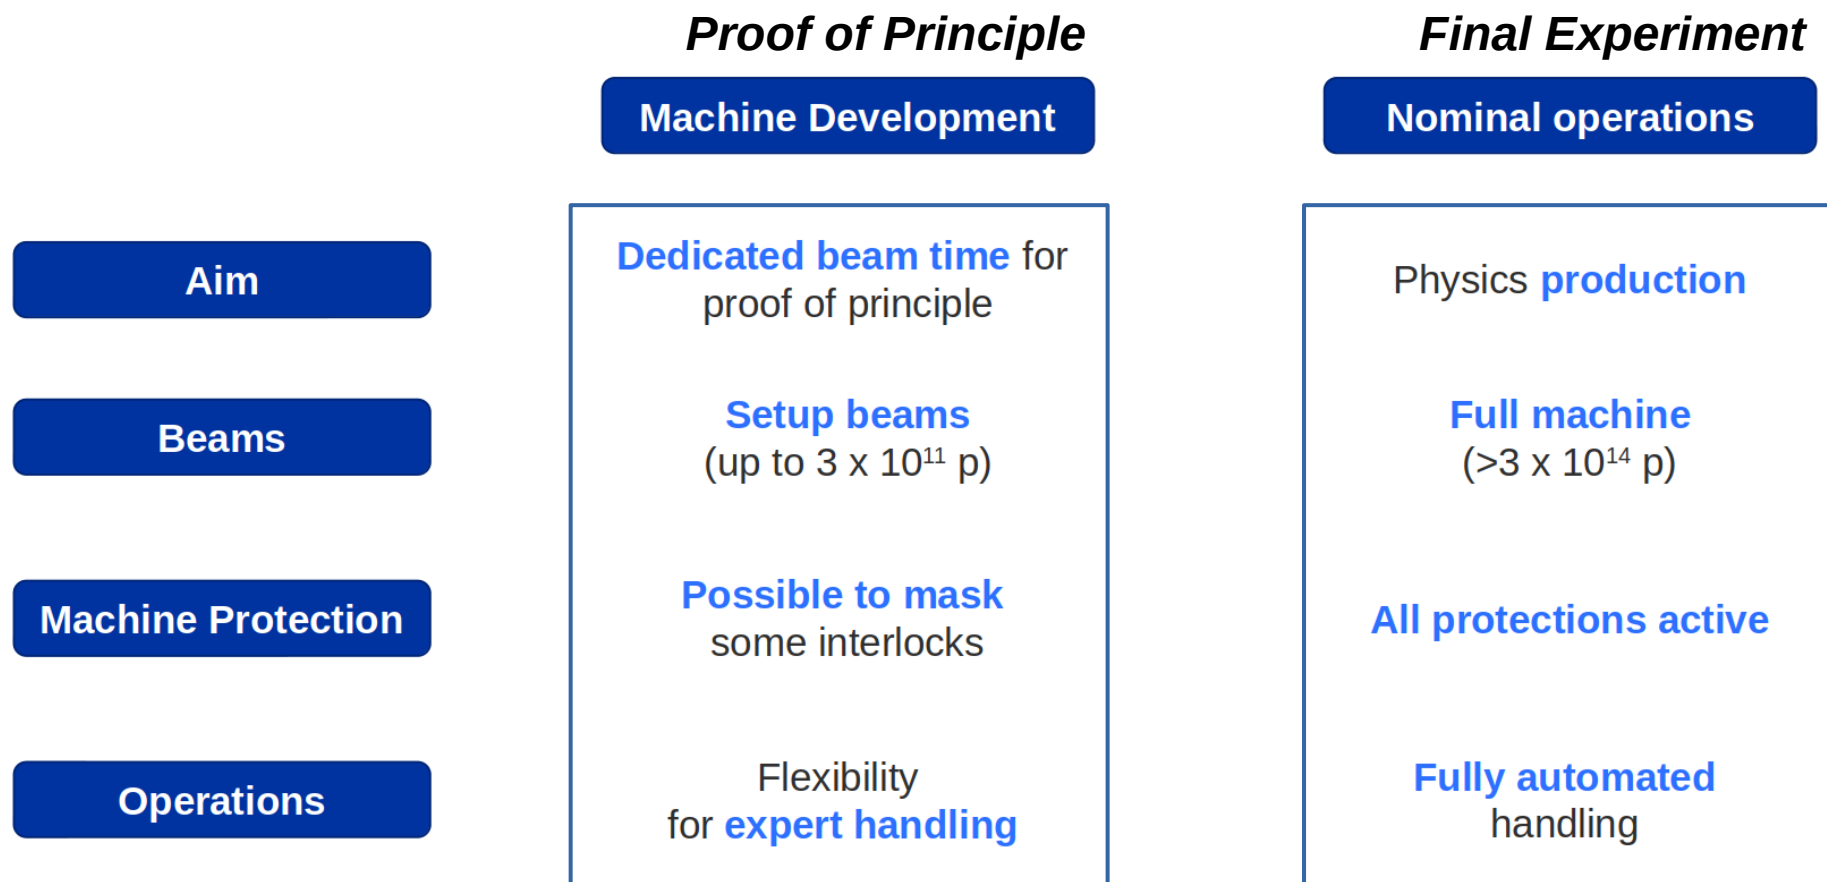 Proof of Principle
Final Experiment
Machine Development
Nominal operations
Aim
Dedicated beam time for
proof of principle
Physics production
Beams
Setup beams
(up to 3 x 10¹¹ p)
Full machine
(>3 x 10¹⁴ p)
Machine Protection
Possible to mask
some interlocks
All protections active
Operations
Flexibility
for expert handling
Fully automated
handling